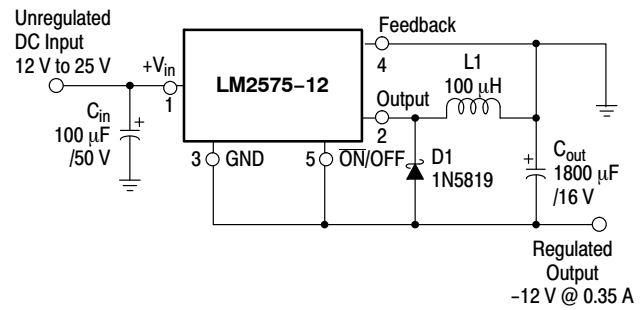 Unregulated
DC Input
12 V to 25 V
+Vin
1
Cin
100 μF
/50 V
+
LM2575−12
Feedback
4
Output
2
3
GND
5
ON/OFF
L1
100 μH
D1
1N5819
+
Cout
1800 μF
/16 V
Regulated
Output
−12 V @ 0.35 A